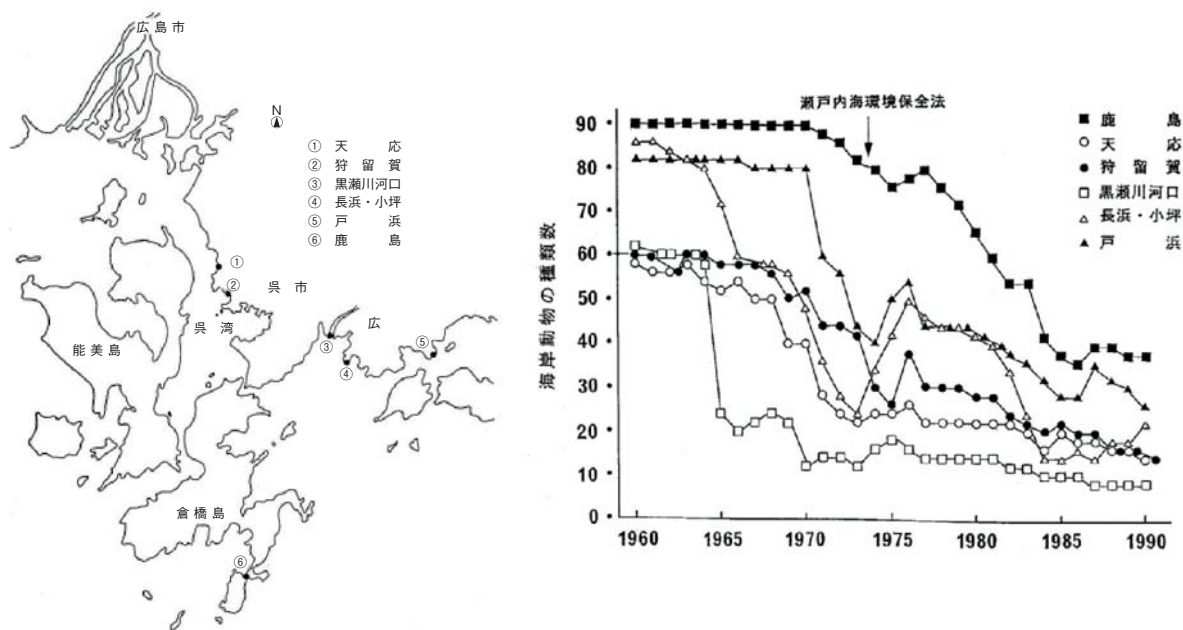 広島市
N
① 天応
② 狩留賀
③ 黒瀬川河口
④ 長浜・小坪
⑤ 戸浜
⑥ 鹿島
①
②
呉市
呉湾
能美島
広
③
④
⑤
倉橋島
⑥
瀬戸内海環境保全法
鹿島
天応
狩留賀
黒瀬川河口
長浜・小坪
戸浜
海岸動物の種類数
90
80
70
60
50
40
30
20
10
0
1960 1965 1970 1975 1980 1985 1990